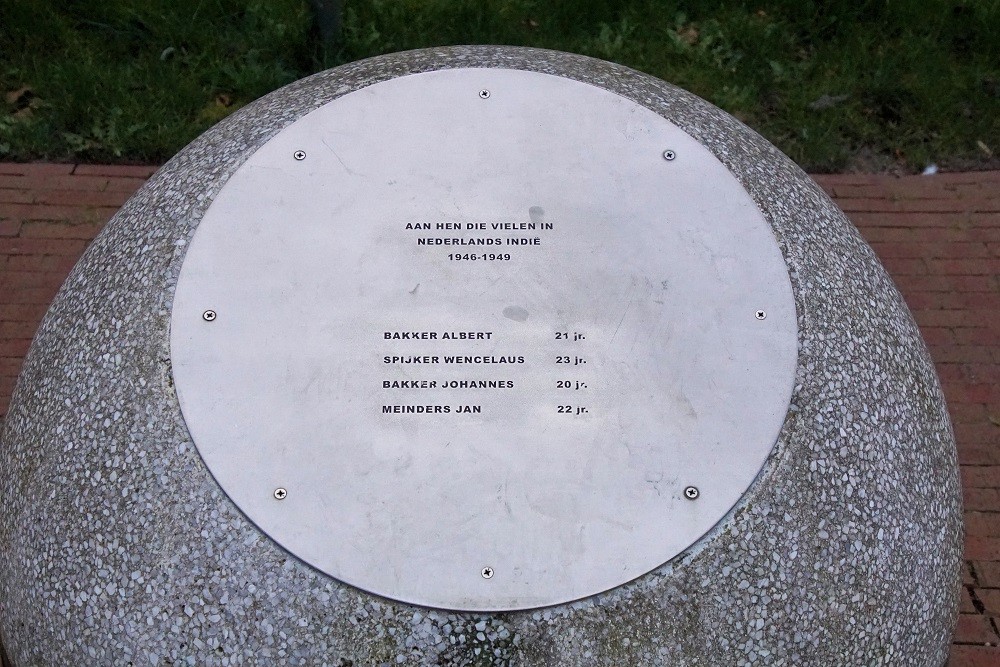 AAN HEN DIE VIELEN IN
NEDERLANDS INDIË
1946-1949
BAKKER ALBERT 21 jr.
SPIJKER WENCELAUS 23 jr.
BAKKER JOHANNES 20 jr.
MEINDERS JAN 22 jr.